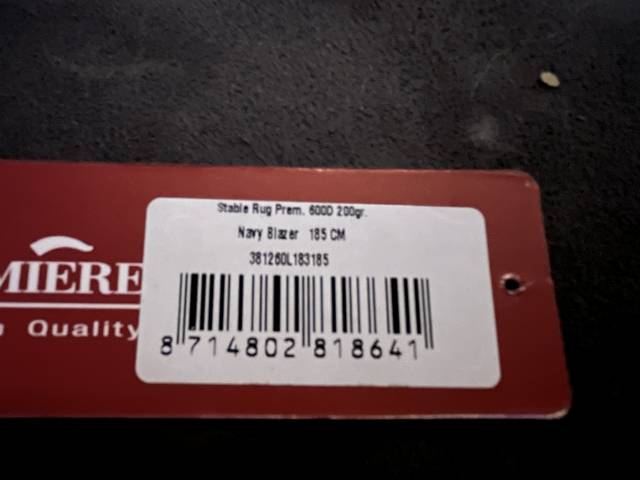 Stable Rug Prem. 600D 200gr.
Navy Blazer 185 CM
381260L183185
8 714802 818641
MIERE
Quality